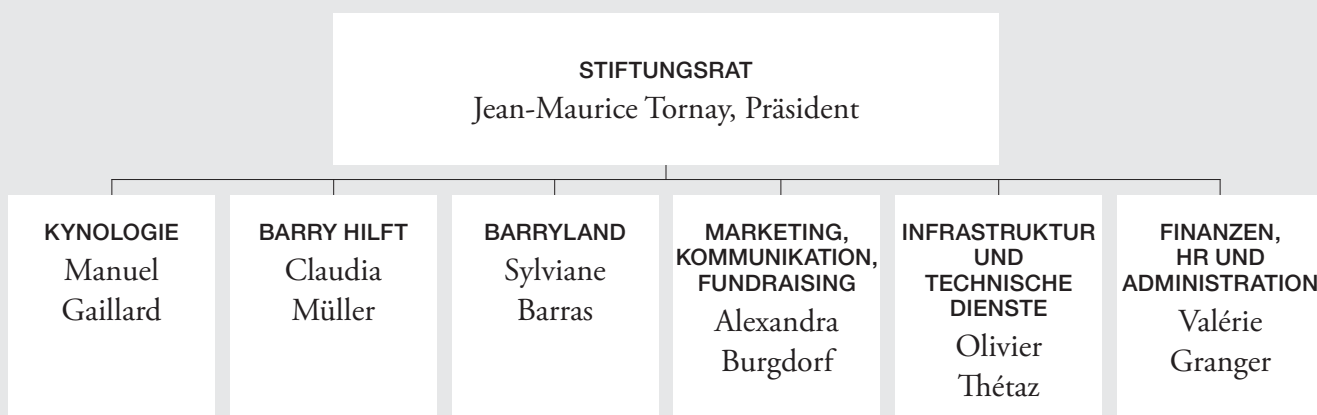 STIFTUNGSRAT
Jean-Maurice Tornay, Präsident
KYNOLOGIE
Manuel
Gaillard
BARRY HILFT
Claudia
Müller
BARRYLAND
Sylviane
Barras
MARKETING,
KOMMUNIKATION,
FUNDRAISING
Alexandra
Burgdorf
INFRASTRUKTUR
UND
TECHNISCHE
DIENSTE
Olivier
Thétaz
FINANZEN,
HR UND
ADMINISTRATION
Valérie
Granger